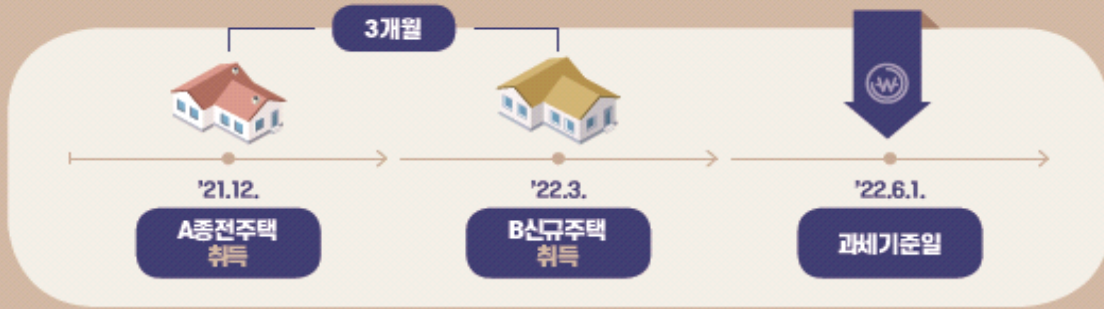 3개월
₩
'21.12.
A종전주택
취득
'22.3.
B신규주택
취득
'22.6.1.
과세기준일